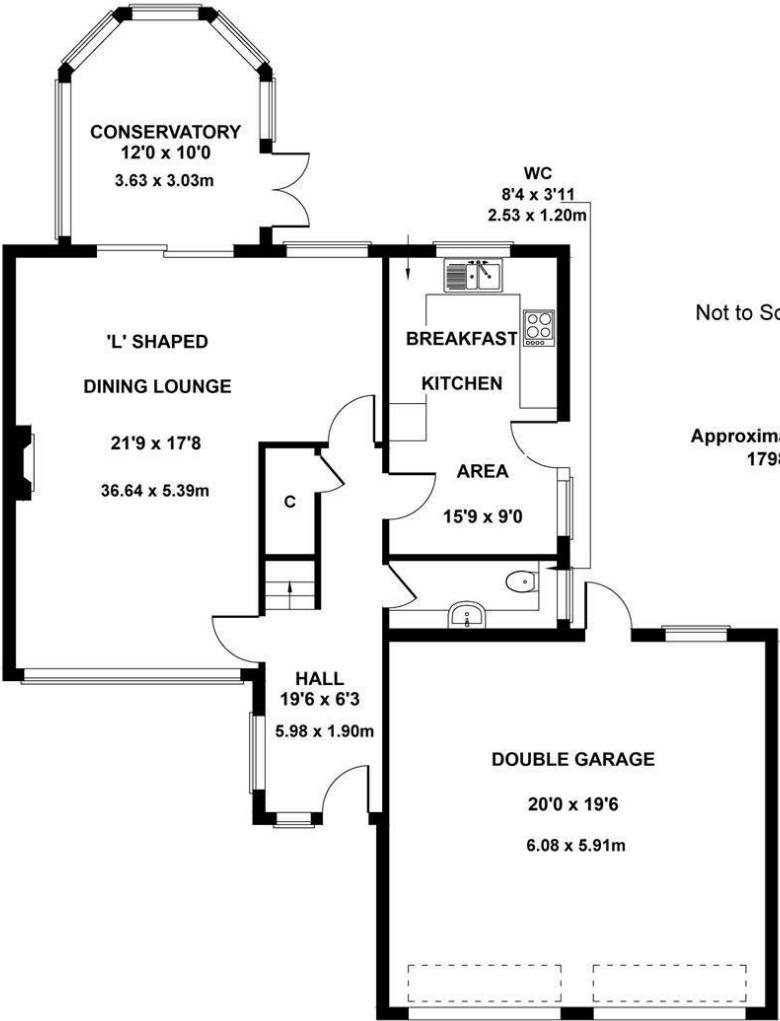 CONSERVATORY
12'0 x 10'0
3.63 x 3.03m
WC
8'4 x 3'11
2.53 x 1.20m
Not to
'L' SHAPED
DINING LOUNGE
21'9 x 17'8
36.64 x 5.39m
BREAKFAST
KITCHEN
AREA
15'9 x 9'0
C
HALL
19'6 x 6'3
5.98 x 1.90m
DOUBLE GARAGE
20'0 x 19'6
6.08 x 5.91m
1798